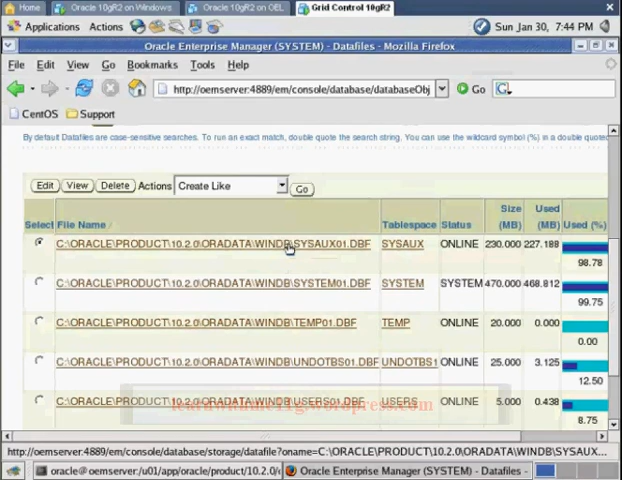 Home Oracle 10gR2 on Windows Oracle 10gR2 on OEL Grid Control 10gR2
Applications Actions Sun Jan 30, 7:44 PM
Oracle Enterprise Manager (SYSTEM) - Datafiles - Mozilla Firefox
File Edit View Go Bookmarks Tools Help
http://oemserver:4889/em/console/database/databaseObj Go
CentOS Support
By default Datafiles are case-sensitive searches. To run an exact match, double quote the search string. You can use the wildcard symbol (%) in a double quoted
Edit View Delete Actions Create Like Go
Select File Name Tablespace Status Size (MB) Used (MB) Used (%)
C:\ORACLE\PRODUCT\10.2.0\ORADATA\WINDB\SYSAUX01.DBF SYSAUX ONLINE 230.000 227.188
98.78
C:\ORACLE\PRODUCT\10.2.0\ORADATA\WINDB\SYSTEM01.DBF SYSTEM SYSTEM 470.000 468.812
99.75
C:\ORACLE\PRODUCT\10.2.0\ORADATA\WINDB\TEMP01.DBF TEMP ONLINE 20.000 0.000
0.00
C:\ORACLE\PRODUCT\10.2.0\ORADATA\WINDB\UNDOTBS01.DBF UNDOTBS1 ONLINE 25.000 3.125
12.50
C:\ORACLE\PRODUCT\10.2.0\ORADATA\WINDB\USERS01.DBF USERS ONLINE 5.000 0.438
learnwithme11g.wordpress.com
8.75
http://oemserver:4889/em/console/database/storage/datafile?oname=C:\ORACLE\PRODUCT\10.2.0\ORADATA\WINDB\SYSAUX...
oracle@oemserver:/u01/app/oracle/product/10.2.0/ Oracle Enterprise Manager (SYSTEM) - Datafiles -